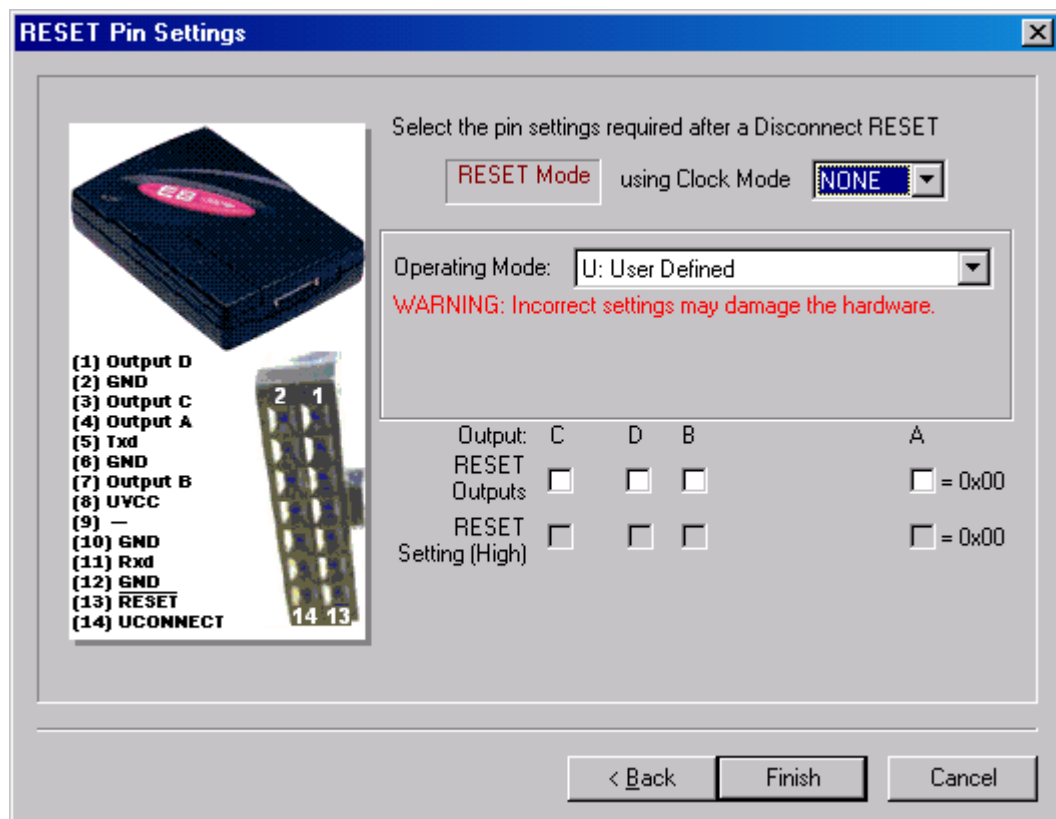 RESET Pin Settings
Select the pin settings required after a Disconnect RESET
RESET Mode using Clock Mode NONE
Operating Mode: U: User Defined
WARNING: Incorrect settings may damage the hardware.
(1) Output D
(2) GND
(3) Output C
(4) Output A
(5) Txd
(6) GND
(7) Output B
(8) UVCC
(9) —
(10) GND
(11) Rxd
(12) GND
(13) RESET
(14) UCONNECT
2 1
14 13
Output: C D B A
RESET Outputs = 0x00
RESET Setting (High) = 0x00
< Back
Finish
Cancel